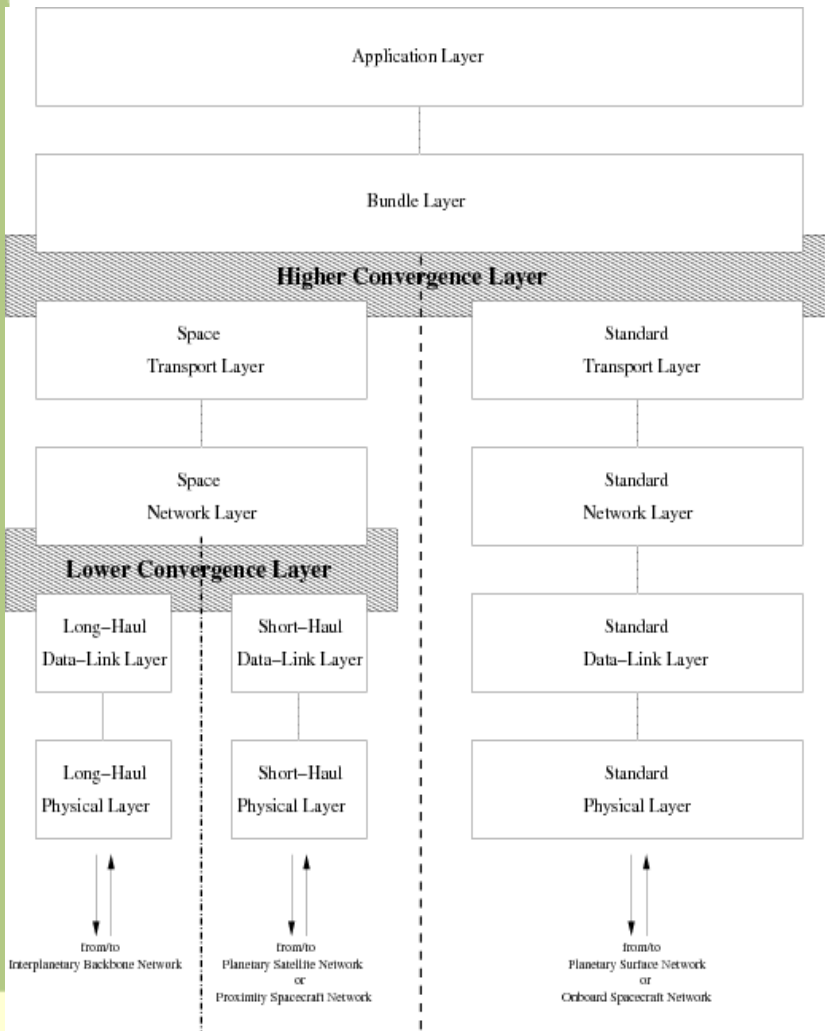 Application Layer
Bundle Layer
Higher Convergence Layer
Space
Transport Layer
Standard
Transport Layer
Space
Network Layer
Standard
Network Layer
Lower Convergence Layer
Long-Haul
Data-Link Layer
Short-Haul
Data-Link Layer
Standard
Data-Link Layer
Long-Haul
Physical Layer
Short-Haul
Physical Layer
Standard
Physical Layer
from/to
Interplanetary Backbone Network
from/to
Planetary Satellite Network
or
Proximity Spacecraft Network
from/to
Planetary Surface Network
or
Onboard Spacecraft Network